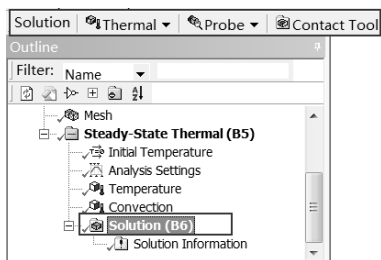 Solution Thermal Probe Contact Tool
Outline
Filter: Name
Mesh
Steady-State Thermal (B5)
Initial Temperature
Analysis Settings
Temperature
Convection
Solution (B6)
Solution Information